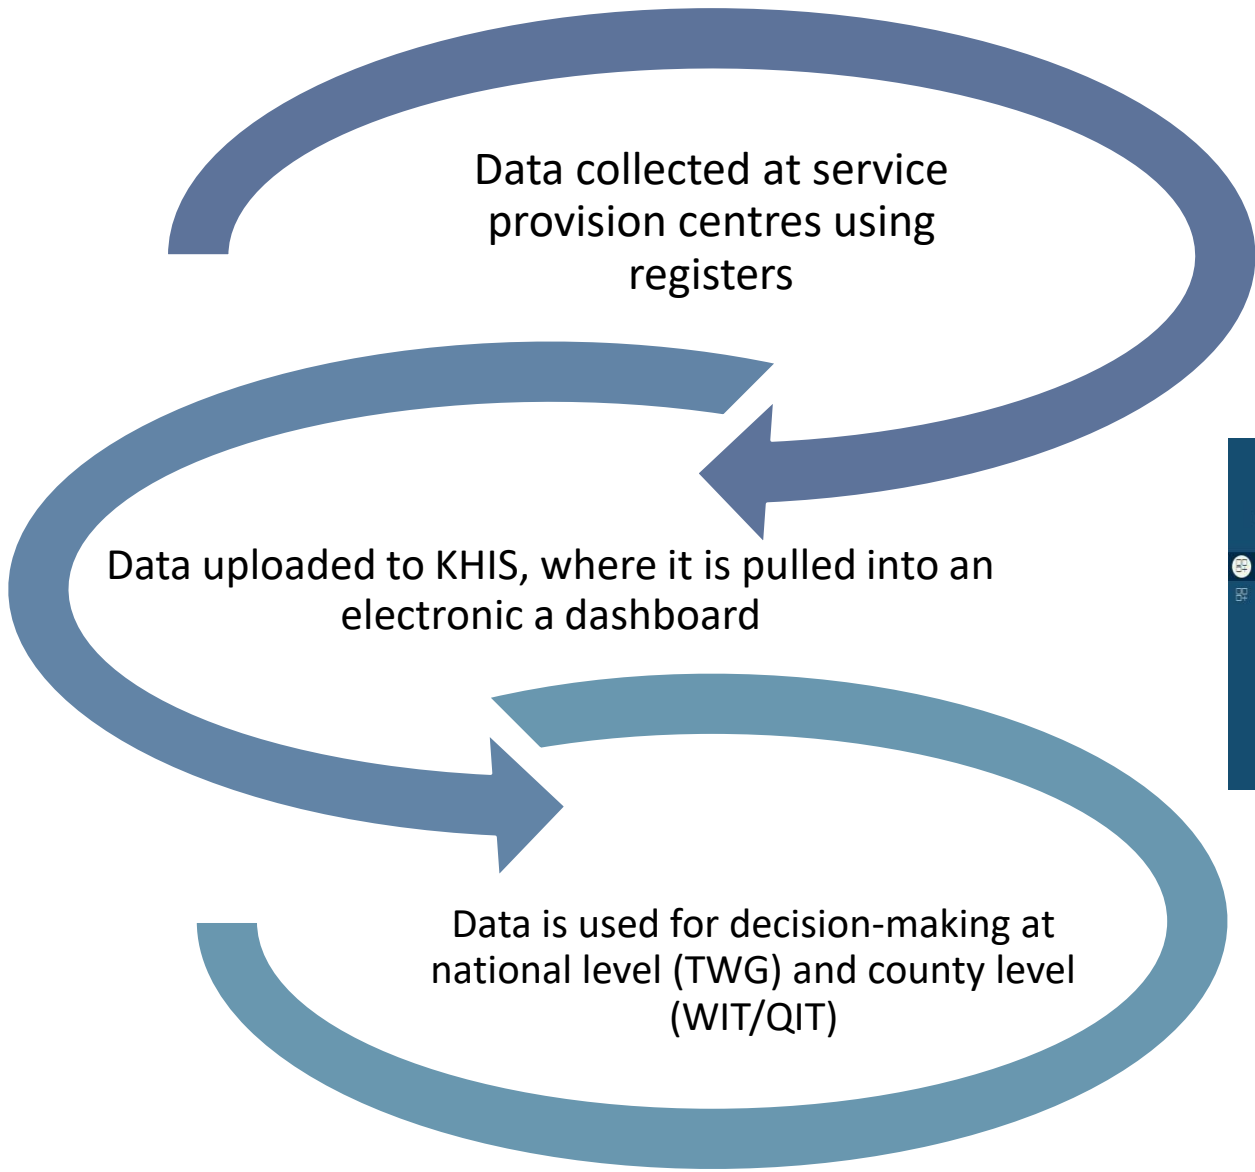 Data collected at service
provision centres using
registers
Data uploaded to KHIS, where it is pulled into an
electronic a dashboard
Data is used for decision-making at
national level (TWG) and county level
(WIT/QIT)